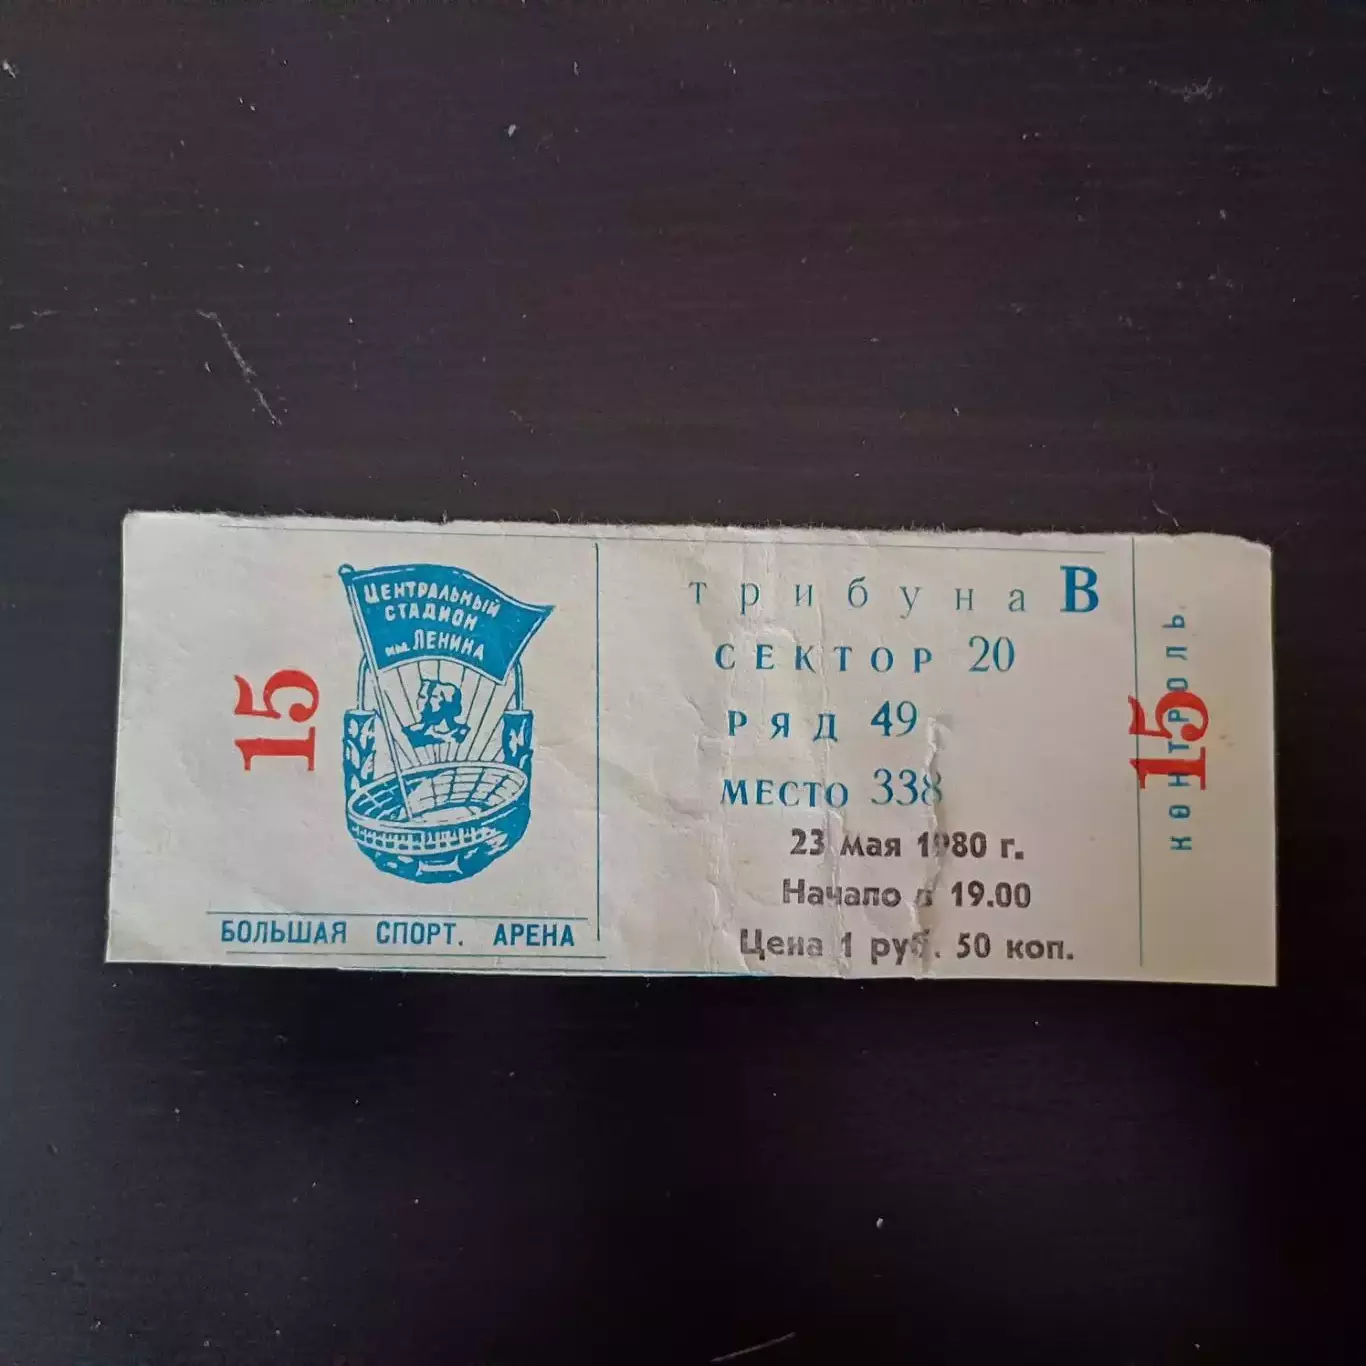 15
ЦЕНТРАЛЬНЫЙ
СТАДИОН
им. ЛЕНИНА
БОЛЬШАЯ СПОРТ. АРЕНА
трибуна В
СЕКТОР 20
РЯД 49
МЕСТО 338
23 мая 1980 г.
Начало в 19.00
Цена 1 руб. 50 коп.
контроль
15